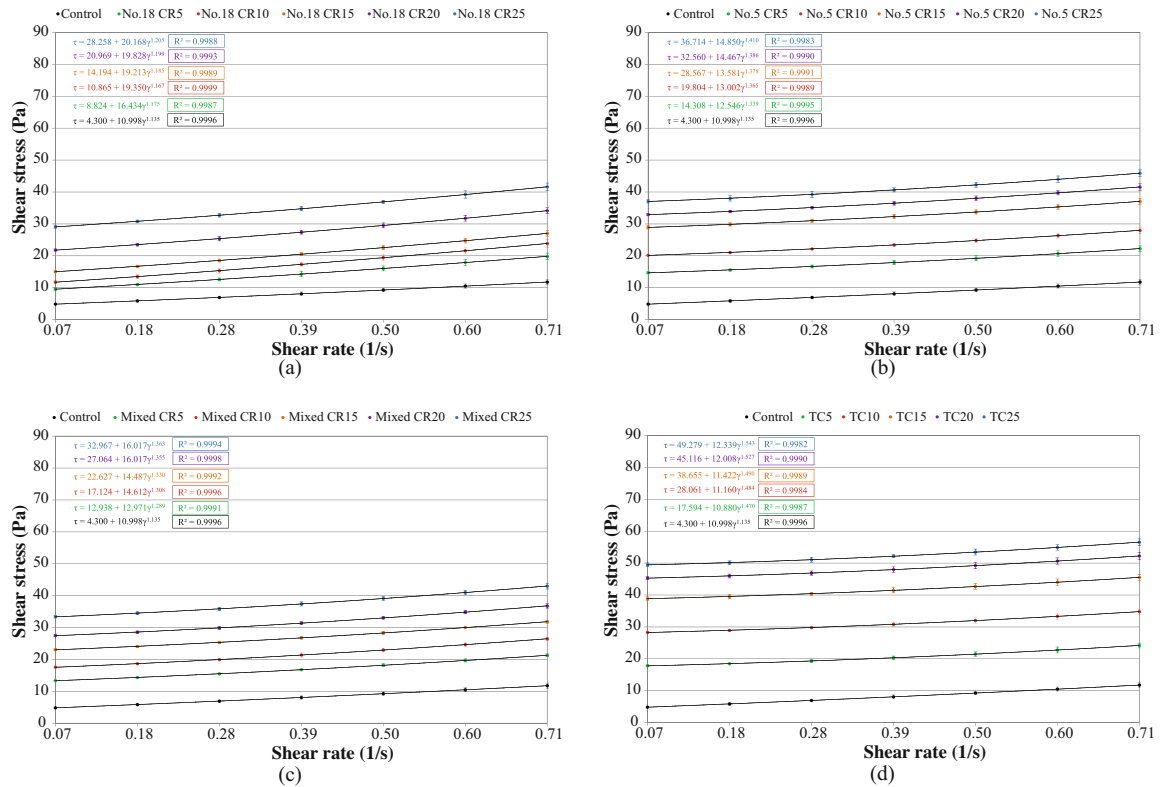 Control No.18 CR5 No.18 CR10 No.18 CR15 No.18 CR20 No.18 CR25
90
80
70
60
50
40
30
20
10
0
Shear stress (Pa)
τ = 28.258 + 20.168γ^1.205 R² = 0.9988
τ = 20.969 + 19.828γ^1.199 R² = 0.9993
τ = 14.194 + 19.213γ^1.185 R² = 0.9989
τ = 10.865 + 19.350γ^1.167 R² = 0.9999
τ = 8.824 + 16.434γ^1.175 R² = 0.9987
τ = 4.300 + 10.998γ^1.135 R² = 0.9996
0.07 0.18 0.28 0.39 0.50 0.60 0.71
Shear rate (1/s)
(a)
Control No.5 CR5 No.5 CR10 No.5 CR15 No.5 CR20 No.5 CR25
90
80
70
60
50
40
30
20
10
0
Shear stress (Pa)
τ = 36.714 + 14.850γ^1.410 R² = 0.9983
τ = 32.560 + 14.467γ^1.386 R² = 0.9990
τ = 28.567 + 13.581γ^1.378 R² = 0.9991
τ = 19.804 + 13.002γ^1.365 R² = 0.9989
τ = 14.308 + 12.546γ^1.339 R² = 0.9995
τ = 4.300 + 10.998γ^1.135 R² = 0.9996
0.07 0.18 0.28 0.39 0.50 0.60 0.71
Shear rate (1/s)
(b)
Control Mixed CR5 Mixed CR10 Mixed CR15 Mixed CR20 Mixed CR25
90
80
70
60
50
40
30
20
10
0
Shear stress (Pa)
τ = 32.967 + 16.017γ^1.363 R² = 0.9994
τ = 27.064 + 16.017γ^1.355 R² = 0.9998
τ = 22.627 + 14.487γ^1.330 R² = 0.9992
τ = 17.124 + 14.612γ^1.308 R² = 0.9996
τ = 12.938 + 12.971γ^1.289 R² = 0.9991
τ = 4.300 + 10.998γ^1.135 R² = 0.9996
0.07 0.18 0.28 0.39 0.50 0.60 0.71
Shear rate (1/s)
(c)
Control TC5 TC10 TC15 TC20 TC25
90
80
70
60
50
40
30
20
10
0
Shear stress (Pa)
τ = 49.279 + 12.339γ^1.543 R² = 0.9982
τ = 45.116 + 12.008γ^1.527 R² = 0.9990
τ = 38.655 + 11.422γ^1.490 R² = 0.9989
τ = 28.061 + 11.160γ^1.484 R² = 0.9984
τ = 17.594 + 10.880γ^1.470 R² = 0.9987
τ = 4.300 + 10.998γ^1.135 R² = 0.9996
0.07 0.18 0.28 0.39 0.50 0.60 0.71
Shear rate (1/s)
(d)